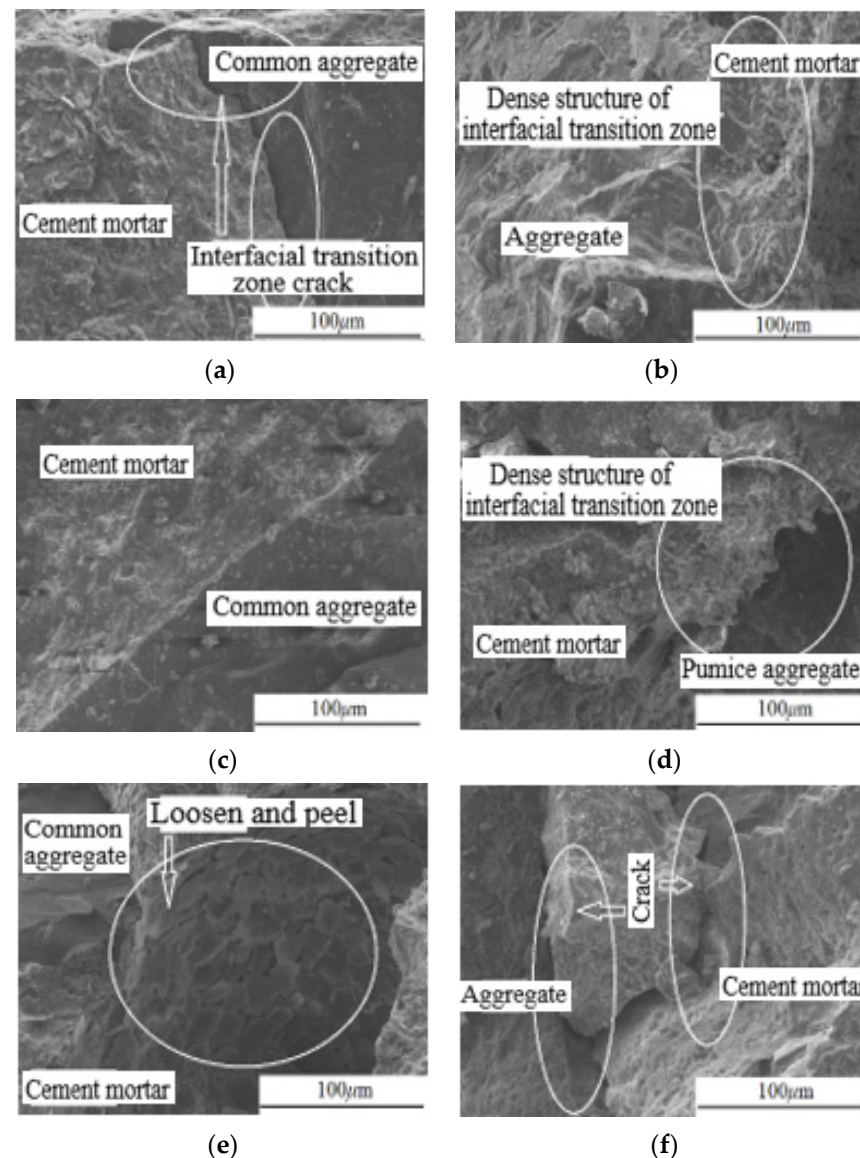 Common aggregate
Cement mortar
Interfacial transition
zone crack
100μm
(a)
Cement mortar
Dense structure of
interfacial transition zone
Aggregate
100μm
(b)
Cement mortar
Common aggregate
100μm
(c)
Dense structure of
interfacial transition zone
Cement mortar
Pumice aggregate
100μm
(d)
Loosen and peel
Common
aggregate
Cement mortar
100μm
(e)
Crack
Aggregate
Cement mortar
100μm
(f)